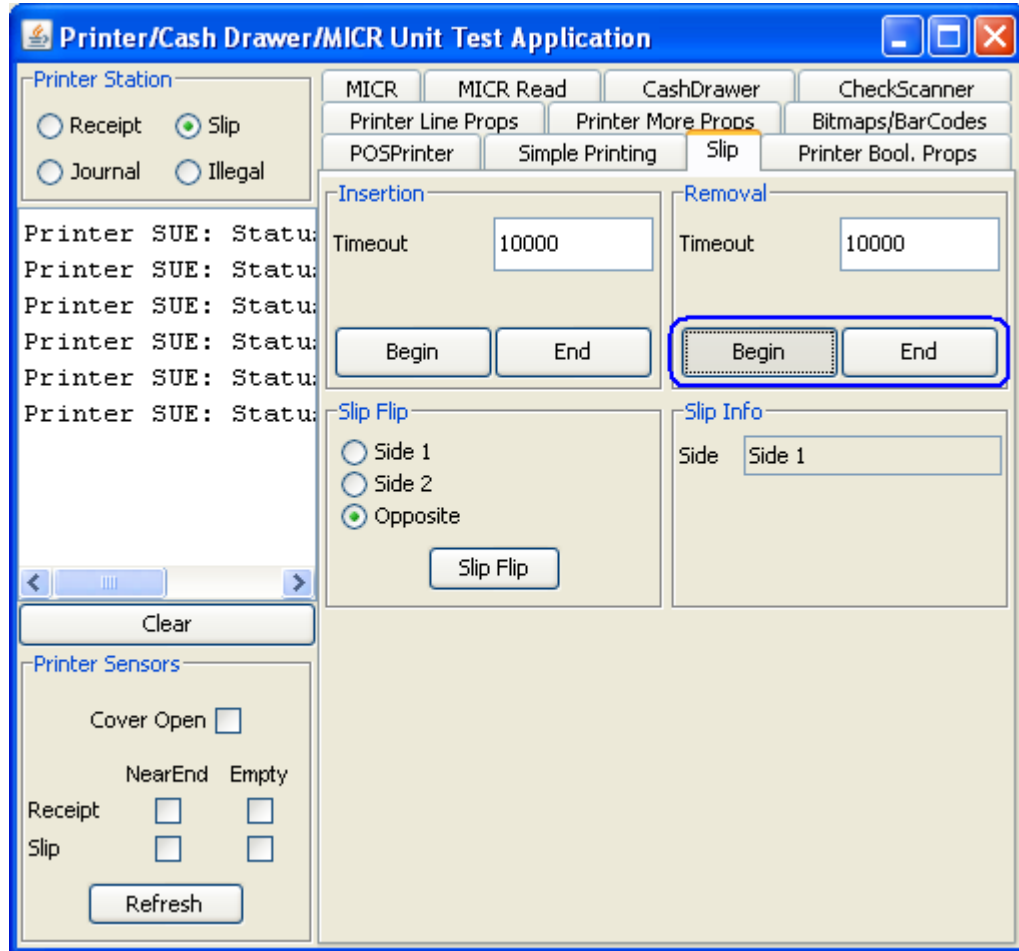 Printer/Cash Drawer/MICR Unit Test Application
Printer Station
Receipt Slip
Journal Illegal
Printer SUE: Statu
Printer SUE: Statu
Printer SUE: Statu
Printer SUE: Statu
Printer SUE: Statu
Printer SUE: Statu
Clear
Printer Sensors
Cover Open
NearEnd Empty
Receipt
Slip
Refresh
MICR MICR Read CashDrawer CheckScanner
Printer Line Props Printer More Props Bitmaps/BarCodes
POSPrinter Simple Printing Slip Printer Bool. Props
Insertion
Timeout 10000
Begin End
Removal
Timeout 10000
Begin End
Slip Flip
Side 1
Side 2
Opposite
Slip Flip
Slip Info
Side Side 1